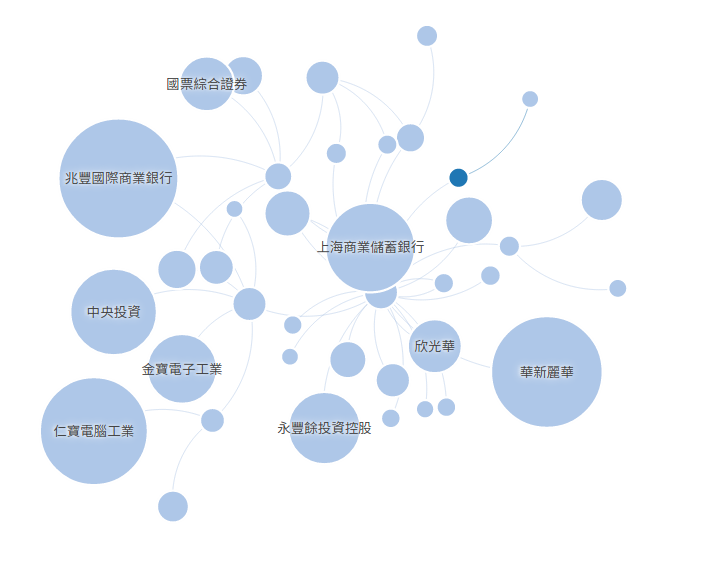 國票綜合證券
兆豐國際商業銀行
上海商業儲蓄銀行
中央投資
欣光華
金寶電子工業
華新麗華
永豐餘投資控股
仁寶電腦工業